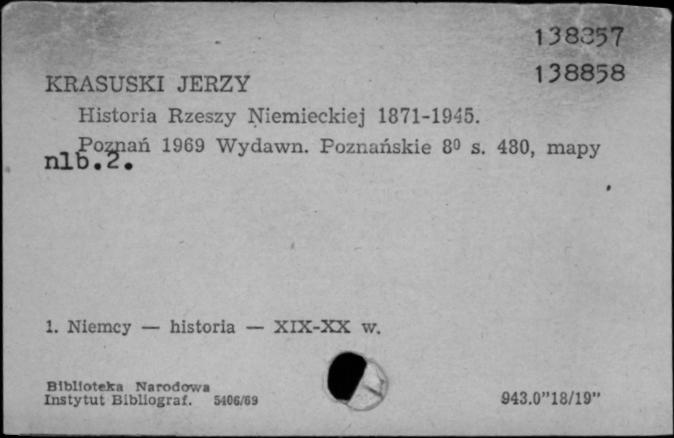 138857
138858
KRASUSKI JERZY
Historia Rzeszy Niemieckiej 1871-1945.
Poznań 1969 Wydawn. Poznańskie 8⁰ s. 480, mapy
nlb.2.
1. Niemcy — historia — XIX-XX w.
Biblioteka Narodowa
Instytut Bibliograf. 5406/69
943.0"18/19"